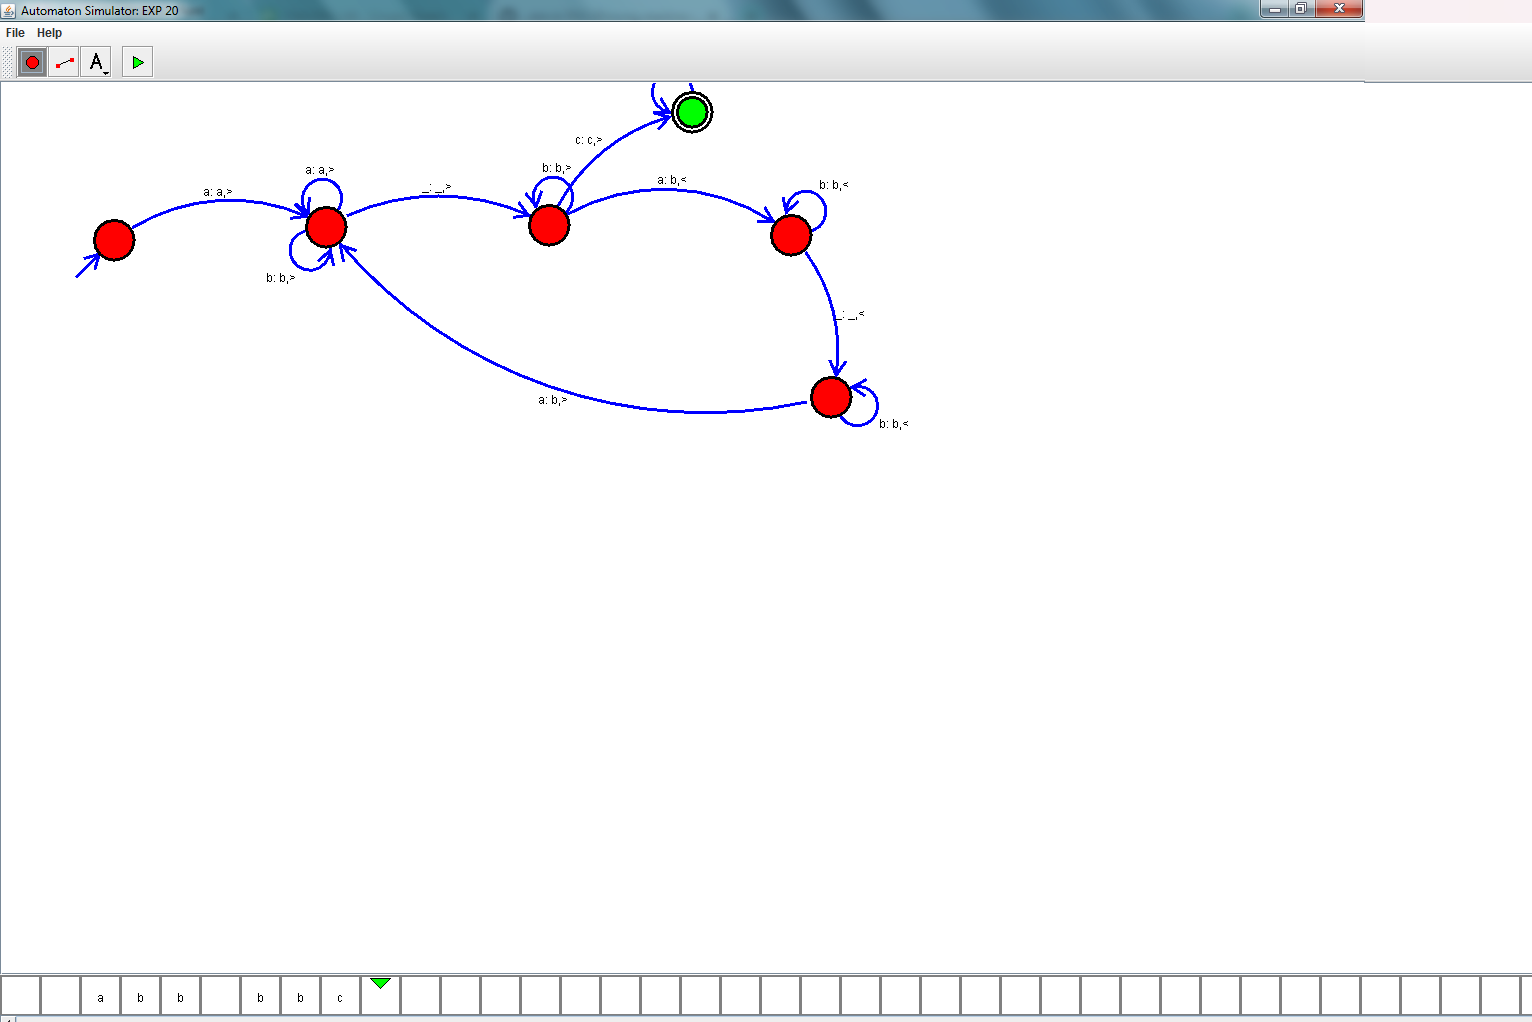 Automaton Simulator: EXP 20
File Help
A
c: c,>
b: b,>
a: a,>
a: b,<
b: b,<
_: _,>
a: a,>
b: b,>
_: _,<
a: b,>
b: b,<
a b b b b c